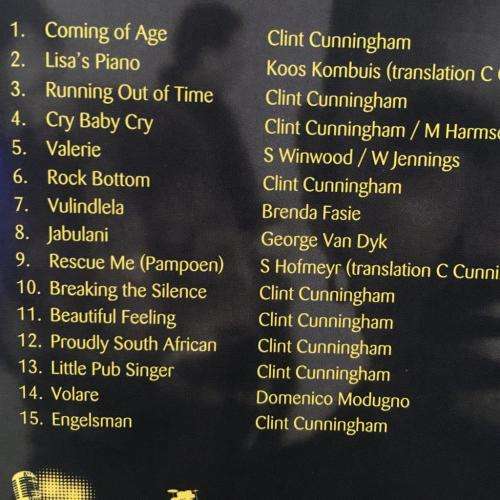 1. Coming of Age Clint Cunningham
2. Lisa's Piano Koos Kombuis (translation C
3. Running Out of Time Clint Cunningham
4. Cry Baby Cry Clint Cunningham / M Harms
5. Valerie S Winwood / W Jennings
6. Rock Bottom Clint Cunningham
7. Vulindlela Brenda Fasie
8. Jabulani George Van Dyk
9. Rescue Me (Pampoen) S Hofmeyr (translation C Cunni
10. Breaking the Silence Clint Cunningham
11. Beautiful Feeling Clint Cunningham
12. Proudly South African Clint Cunningham
13. Little Pub Singer Clint Cunningham
14. Volare Domenico Modugno
15. Engelsman Clint Cunningham